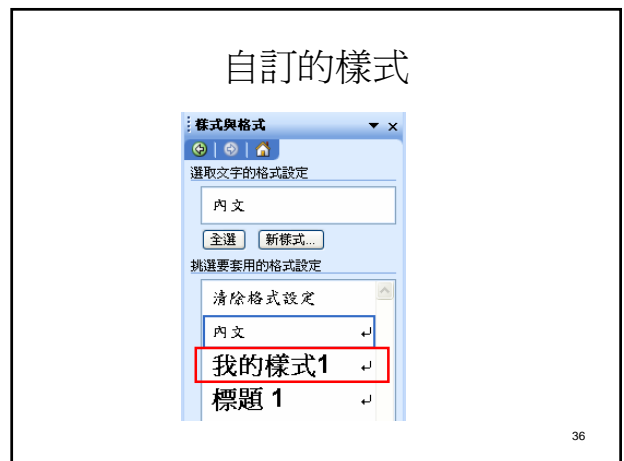 自訂的樣式
樣式與格式
選取文字的格式設定
內文
全選 新樣式...
挑選要套用的格式設定
清除格式設定
內文
我的樣式1
標題 1
36